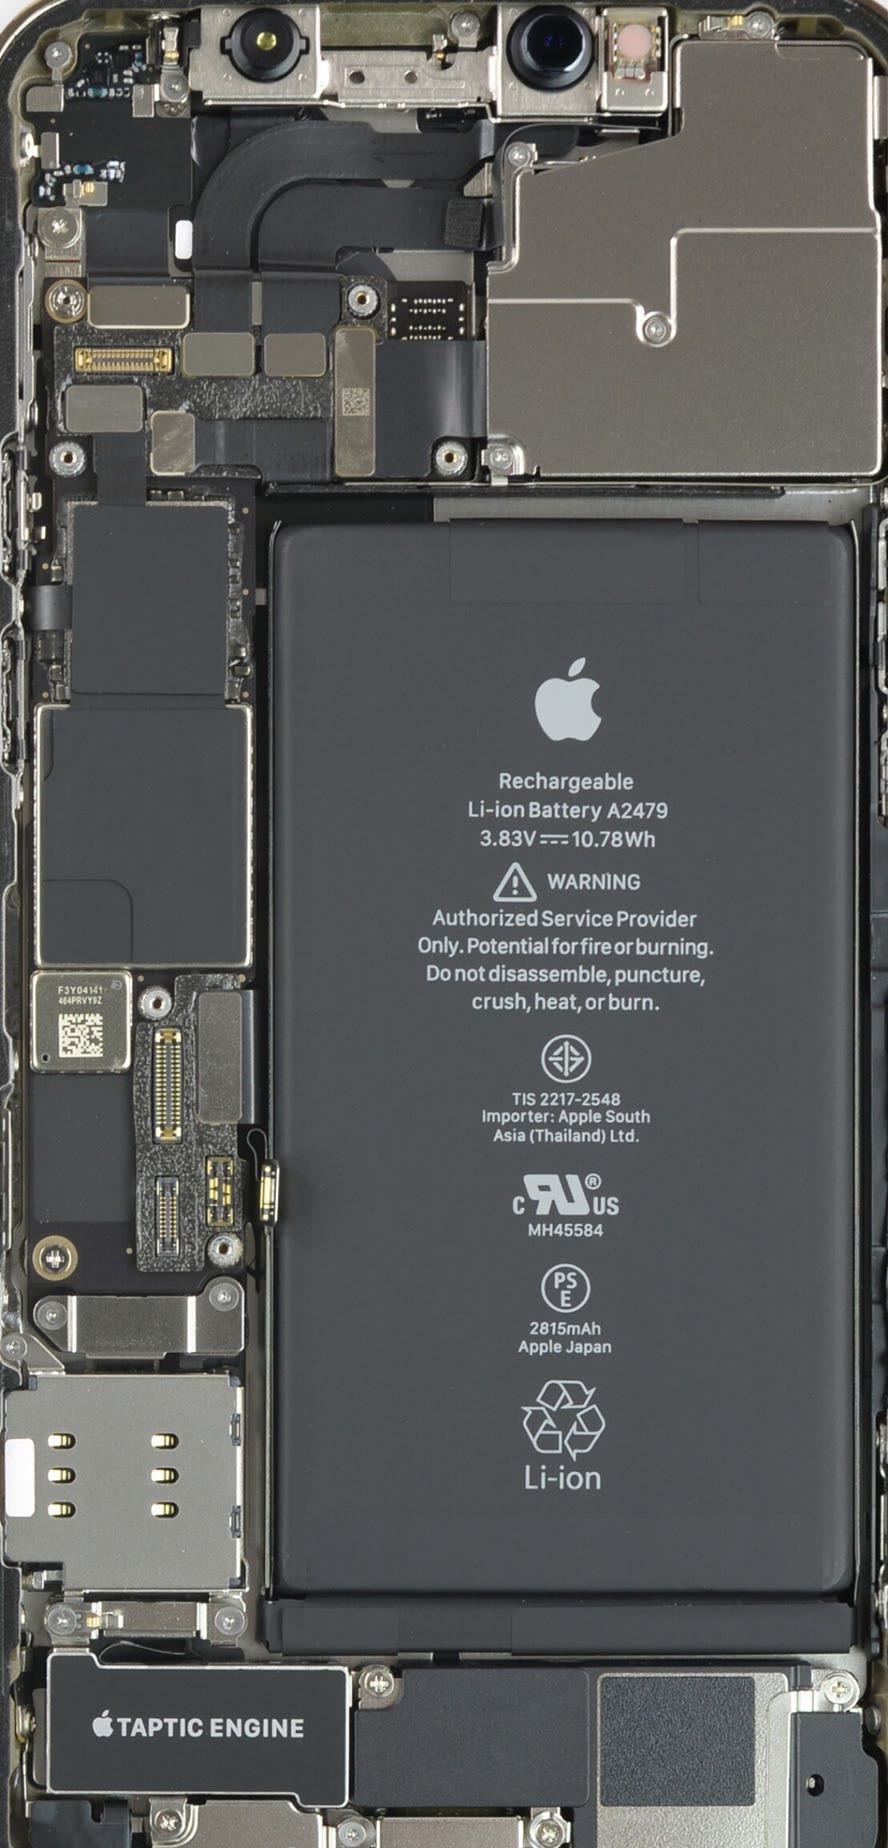 F3Y04141
464PRVY9Z
Rechargeable
Li-ion Battery A2479
3.83V 10.78Wh
WARNING
Authorized Service Provider
Only. Potential for fire or burning.
Do not disassemble, puncture,
crush, heat, or burn.
TIS 2217-2548
Importer: Apple South
Asia (Thailand) Ltd.
c RU ® US
MH45584
PS
E
2815mAh
Apple Japan
Li-ion
TAPTIC ENGINE